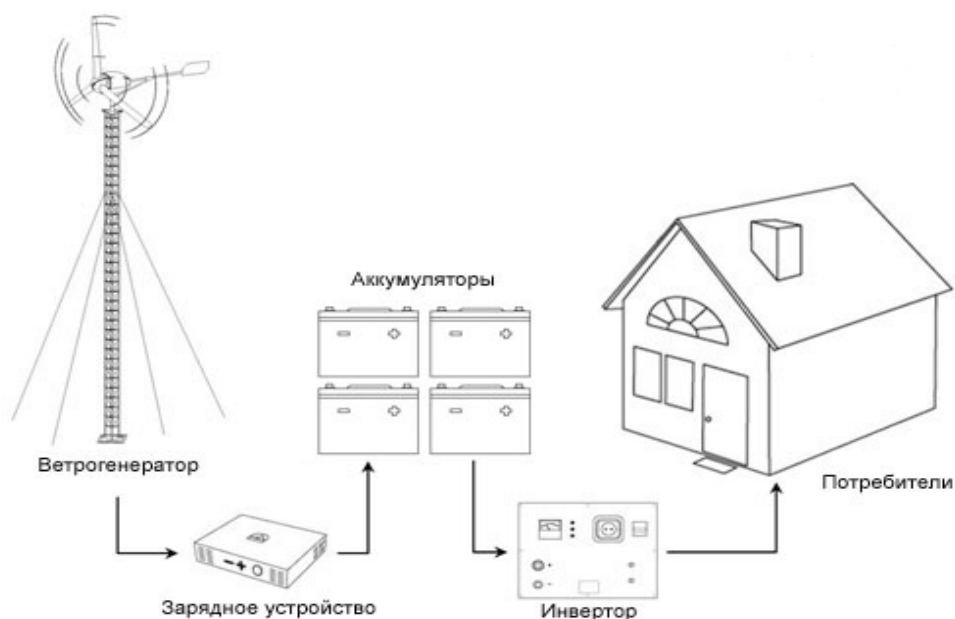 Аккумуляторы
Ветрогенератор
Потребители
Зарядное устройство
Инвертор